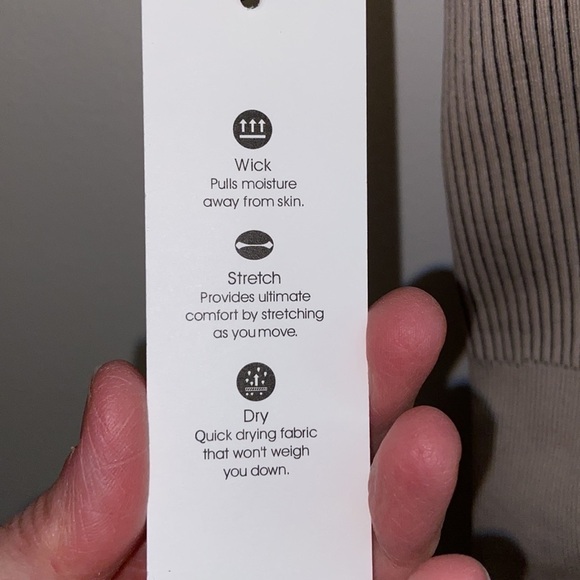 Wick
Pulls moisture
away from skin.
Stretch
Provides ultimate
comfort by stretching
as you move.
Dry
Quick drying fabric
that won't weigh
you down.